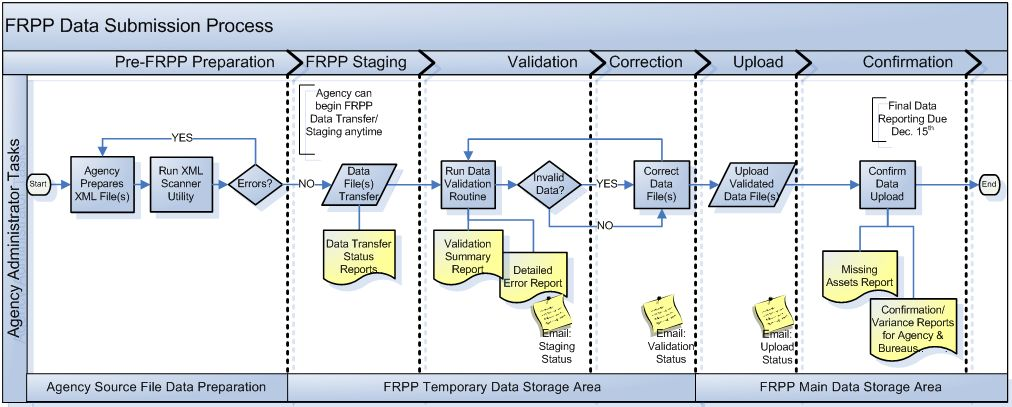 FRPP Data Submission Process
Pre-FRPP Preparation
FRPP Staging
Validation
Correction
Upload
Confirmation
Agency Administrator Tasks
Agency can
begin FRPP
Data Transfer/
Staging anytime
Final Data
Reporting Due
Dec. 15th
YES
Start
Agency
Prepares
XML File(s)
Run XML
Scanner
Utility
Errors?
NO
Data
File(s)
Transfer
Run Data
Validation
Routine
Invalid
Data?
YES
NO
Correct
Data
File(s)
Upload
Validated
Data File(s)
Confirm
Data
Upload
End
Data Transfer
Status
Reports
Validation
Summary
Report
Detailed
Error Report
Missing
Assets Report
Confirmation/
Variance Reports
for Agency &
Bureaus
Email:
Staging
Status
Email:
Validation
Status
Email:
Upload
Status
Agency Source File Data Preparation
FRPP Temporary Data Storage Area
FRPP Main Data Storage Area